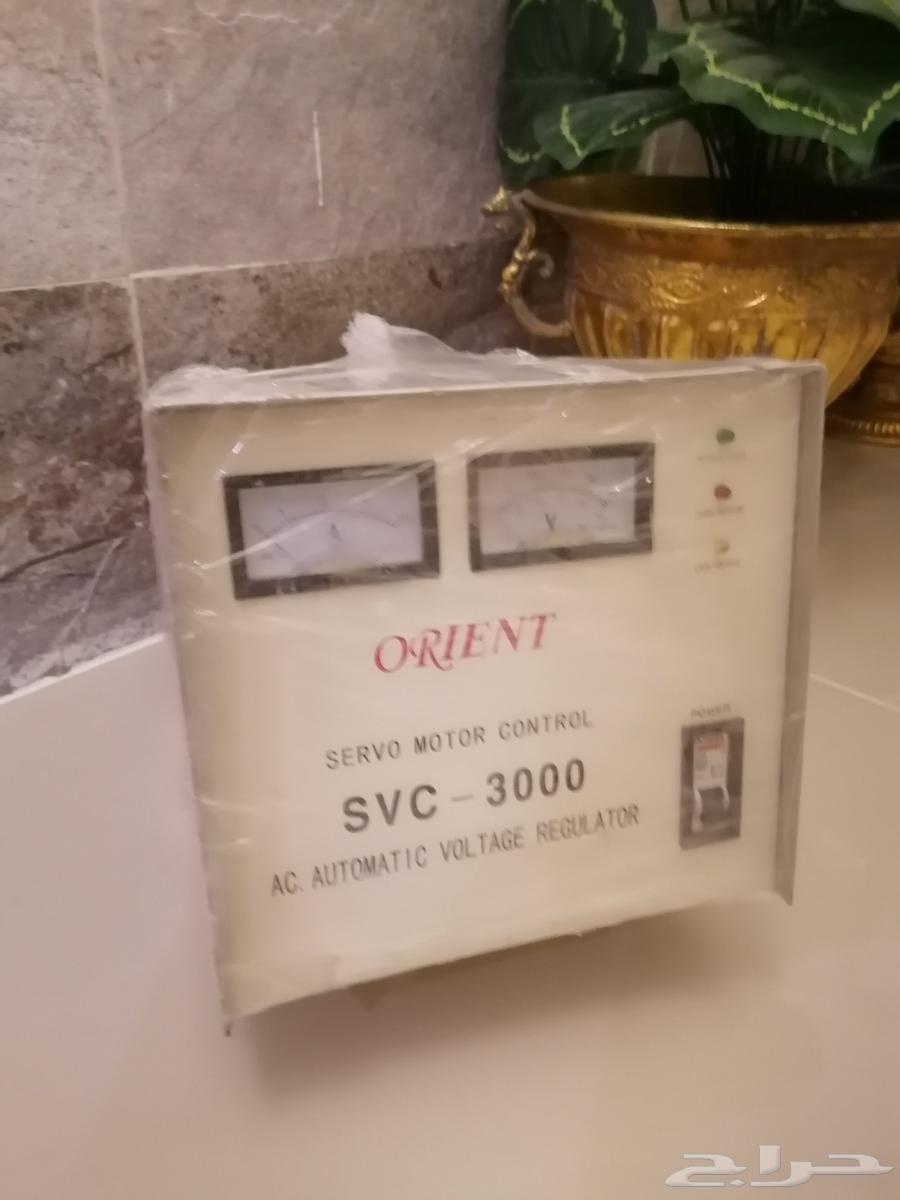 A
V
ORIENT
SERVO MOTOR CONTROL
SVC-3000
AC. AUTOMATIC VOLTAGE REGULATOR
POWER
حراج